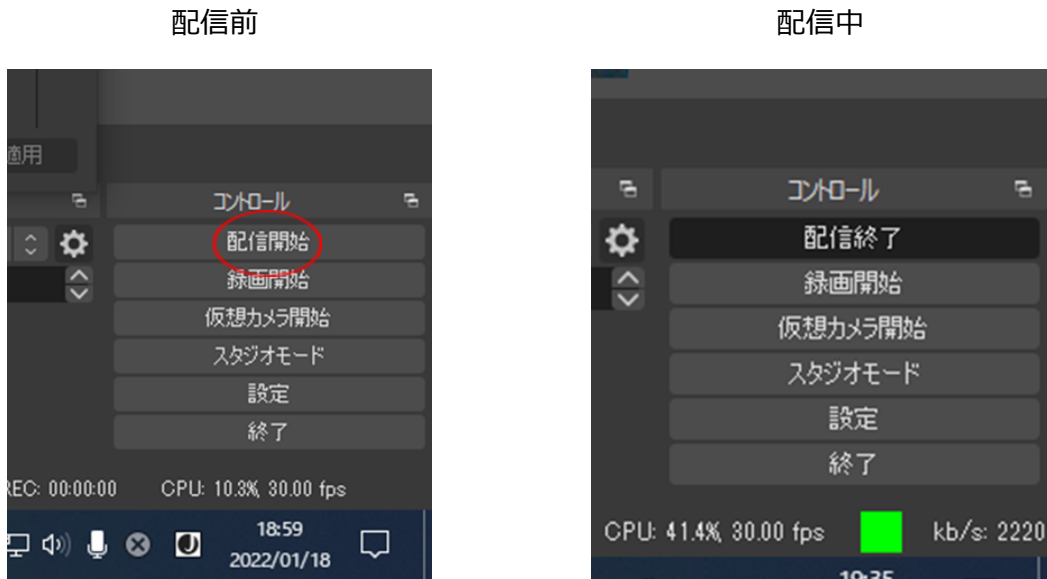 配信前
適用
コントロール
配信開始
録画開始
仮想カメラ開始
スタジオモード
設定
終了
REC: 00:00:00 CPU: 10.3%, 30.00 fps
18:59
2022/01/18
配信中
コントロール
配信終了
録画開始
仮想カメラ開始
スタジオモード
設定
終了
CPU: 41.4%, 30.00 fps kb/s: 2220
19:35